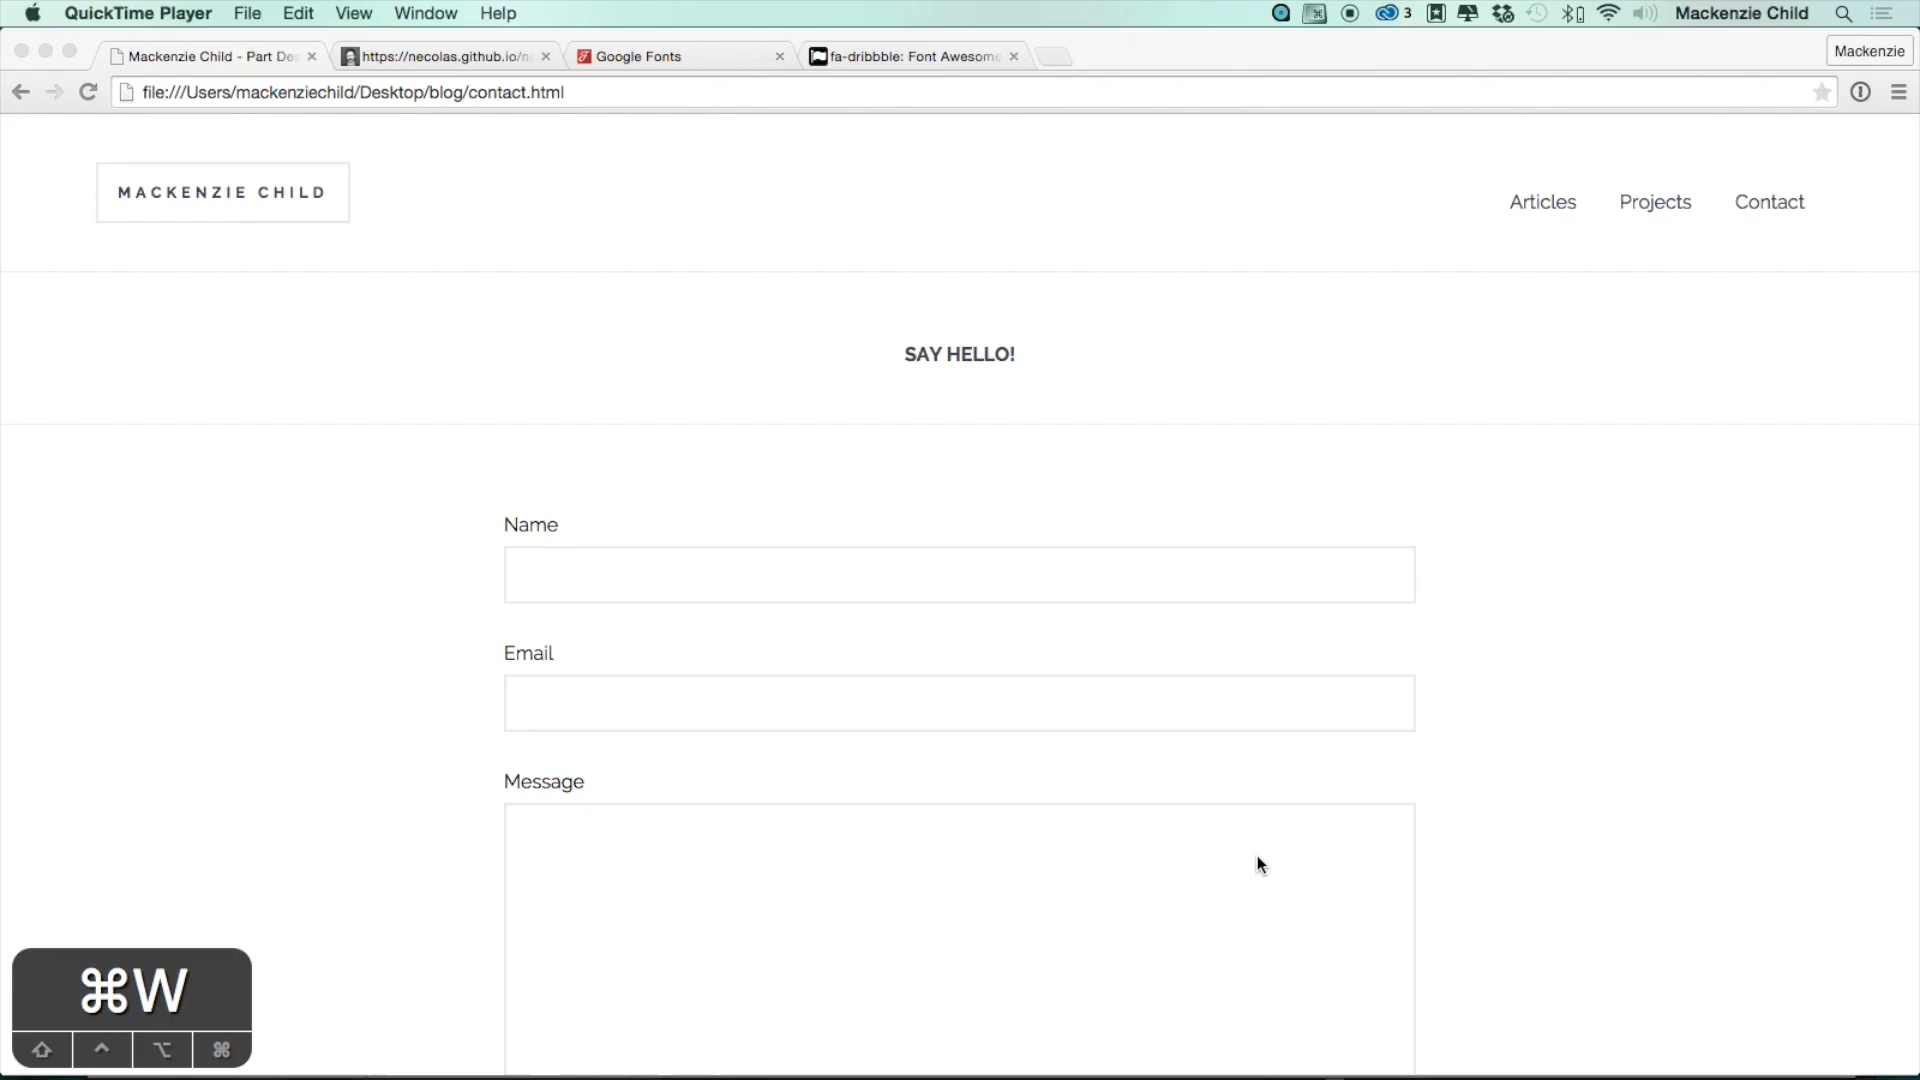 QuickTime Player File Edit View Window Help 3 Mackenzie Child
Mackenzie Child - Part De https://necolas.github.io/n Google Fonts fa-dribbble: Font Awesome Mackenzie
file:///Users/mackenziechild/Desktop/blog/contact.html
MACKENZIE CHILD
Articles Projects Contact
SAY HELLO!
Name
Email
Message
⌘W
⇧ ⌃ ⌥ ⌘